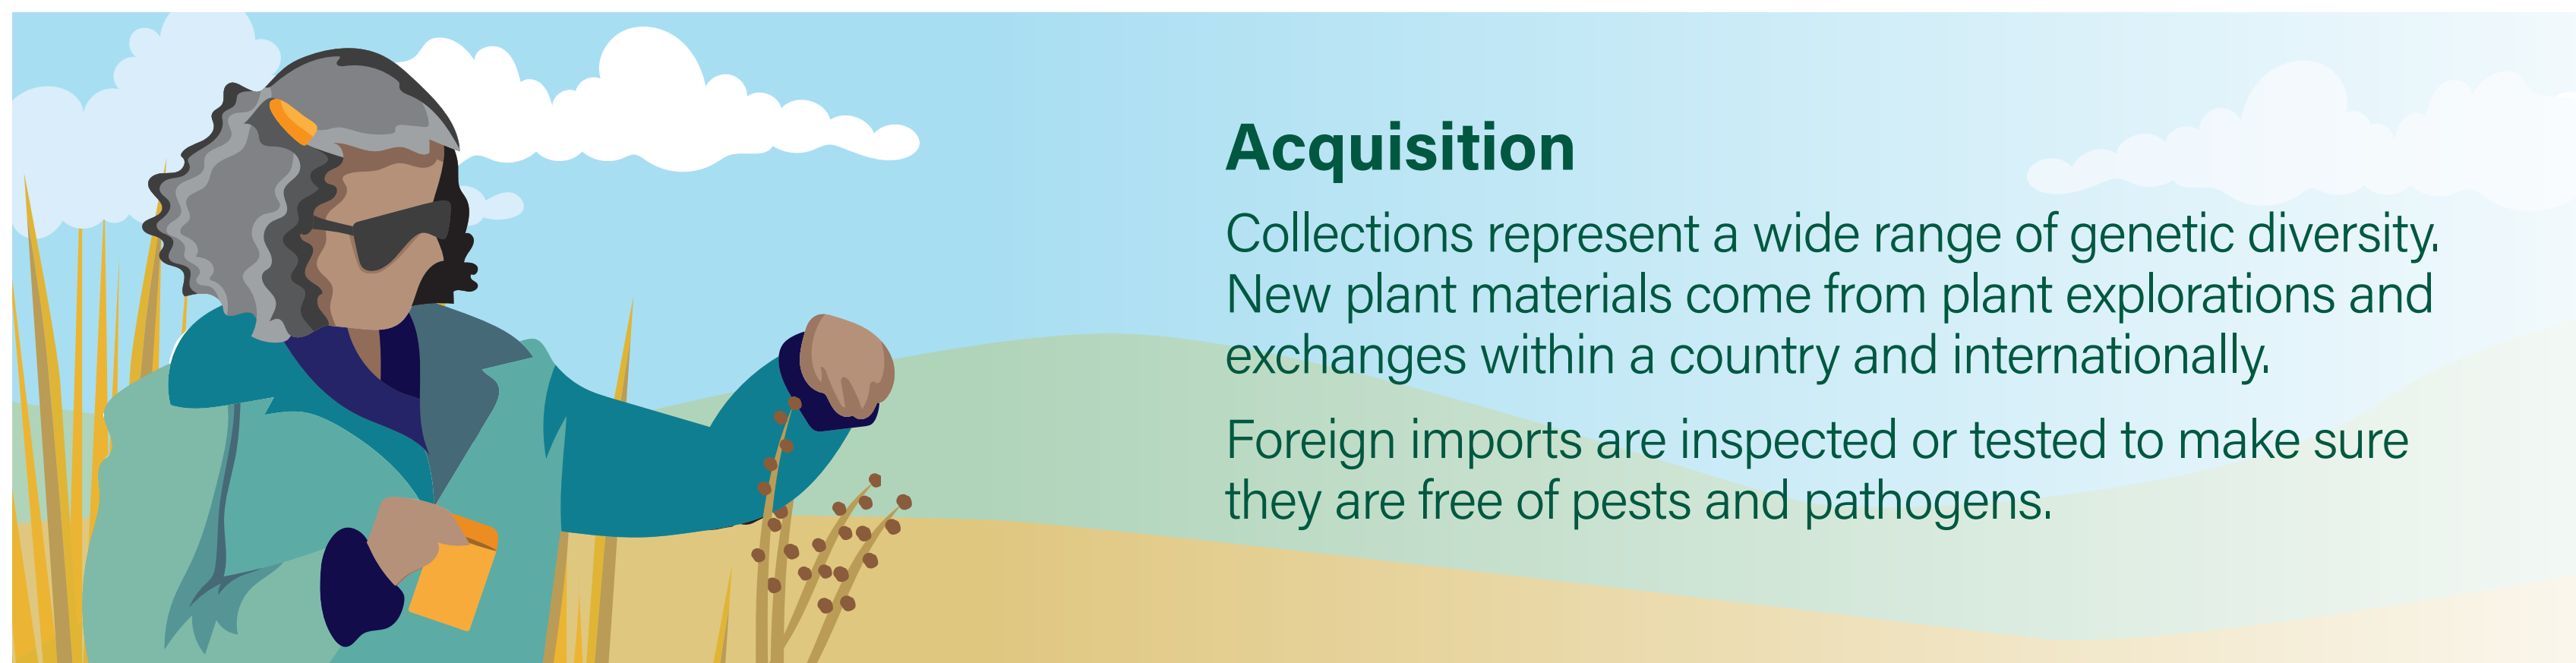 Acquisition
Collections represent a wide range of genetic diversity.
New plant materials come from plant explorations and
exchanges within a country and internationally.
Foreign imports are inspected or tested to make sure
they are free of pests and pathogens.